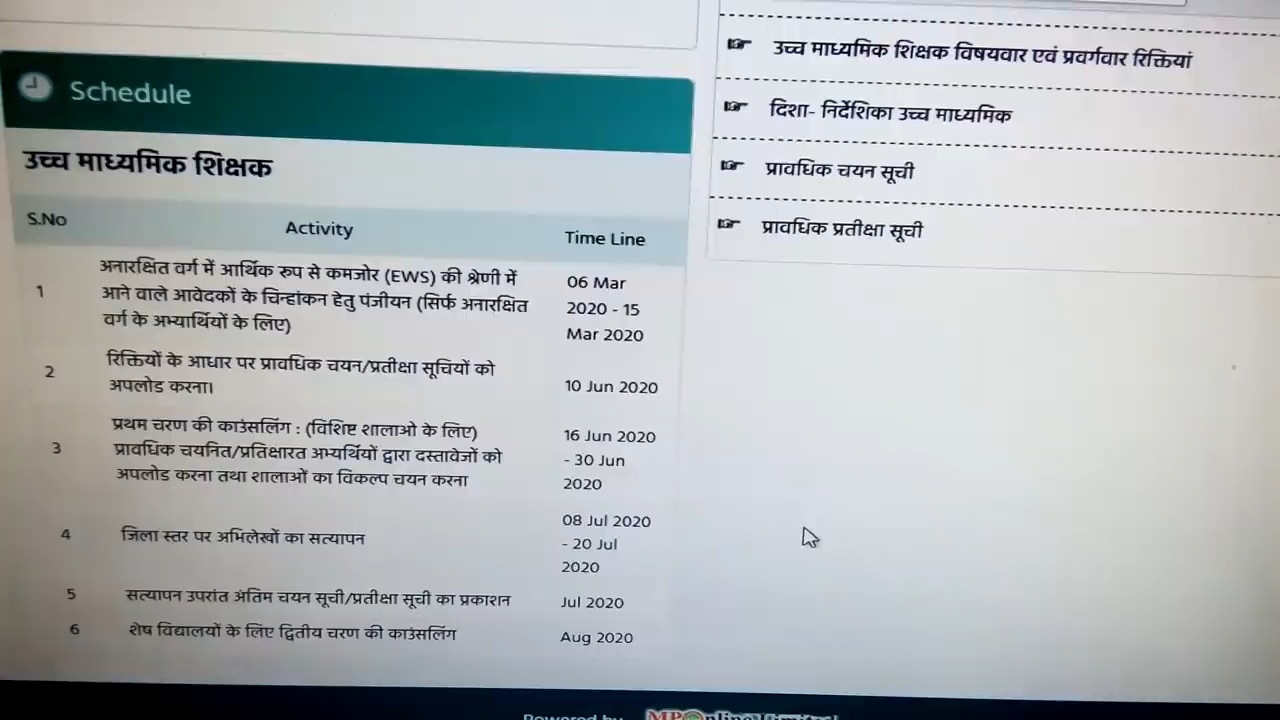 Schedule
उच्च माध्यमिक शिक्षक
S.No Activity Time Line
1 अनारक्षित वर्ग में आर्थिक रुप से कमजोर (EWS) की श्रेणी में
आने वाले आवेदकों के चिन्हांकन हेतु पंजीयन (सिर्फ अनारक्षित
वर्ग के अभ्यार्थियों के लिए)
06 Mar
2020 - 15
Mar 2020
2 रिक्तियों के आधार पर प्रावधिक चयन/प्रतीक्षा सूचियों को
अपलोड करना।
10 Jun 2020
3 प्रथम चरण की काउंसलिंग : (विशिष्ट शालाओ के लिए)
प्रावधिक चयनित/प्रतिक्षारत अभ्यर्थियों द्वारा दस्तावेजों को
अपलोड करना तथा शालाओं का विकल्प चयन करना
16 Jun 2020
- 30 Jun
2020
4 जिला स्तर पर अभिलेखों का सत्यापन
08 Jul 2020
- 20 Jul
2020
5 सत्यापन उपरांत अंतिम चयन सूची/प्रतीक्षा सूची का प्रकाशन Jul 2020
6 शेष विद्यालयों के लिए द्वितीय चरण की काउंसलिंग Aug 2020
उच्च माध्यमिक शिक्षक विषयवार एवं प्रवर्गवार रिक्तियां
दिशा- निर्देशिका उच्च माध्यमिक
प्रावधिक चयन सूची
प्रावधिक प्रतीक्षा सूची
Powered by